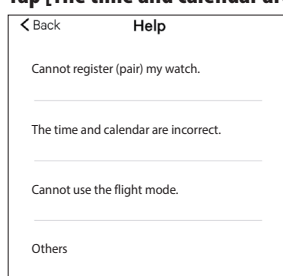 Tap [The time and calendar are
Back Help
Cannot register (pair) my watch.
The time and calendar are incorrect.
Cannot use the flight mode.
Others